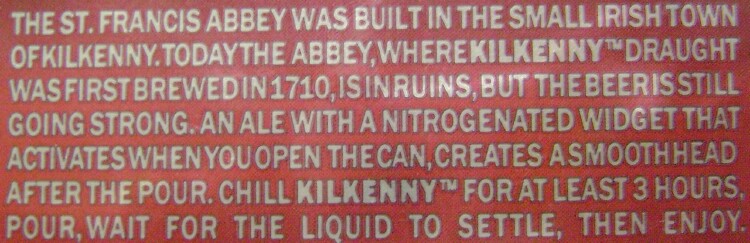 THE ST. FRANCIS ABBEY WAS BUILT IN THE SMALL IRISH TOWN
OF KILKENNY. TODAY THE ABBEY, WHERE KILKENNY™ DRAUGHT
WAS FIRST BREWED IN 1710, IS IN RUINS, BUT THE BEER IS STILL
GOING STRONG. AN ALE WITH A NITROGENATED WIDGET THAT
ACTIVATES WHEN YOU OPEN THE CAN, CREATES A SMOOTH HEAD
AFTER THE POUR. CHILL KILKENNY™ FOR AT LEAST 3 HOURS,
POUR, WAIT FOR THE LIQUID TO SETTLE, THEN ENJOY.